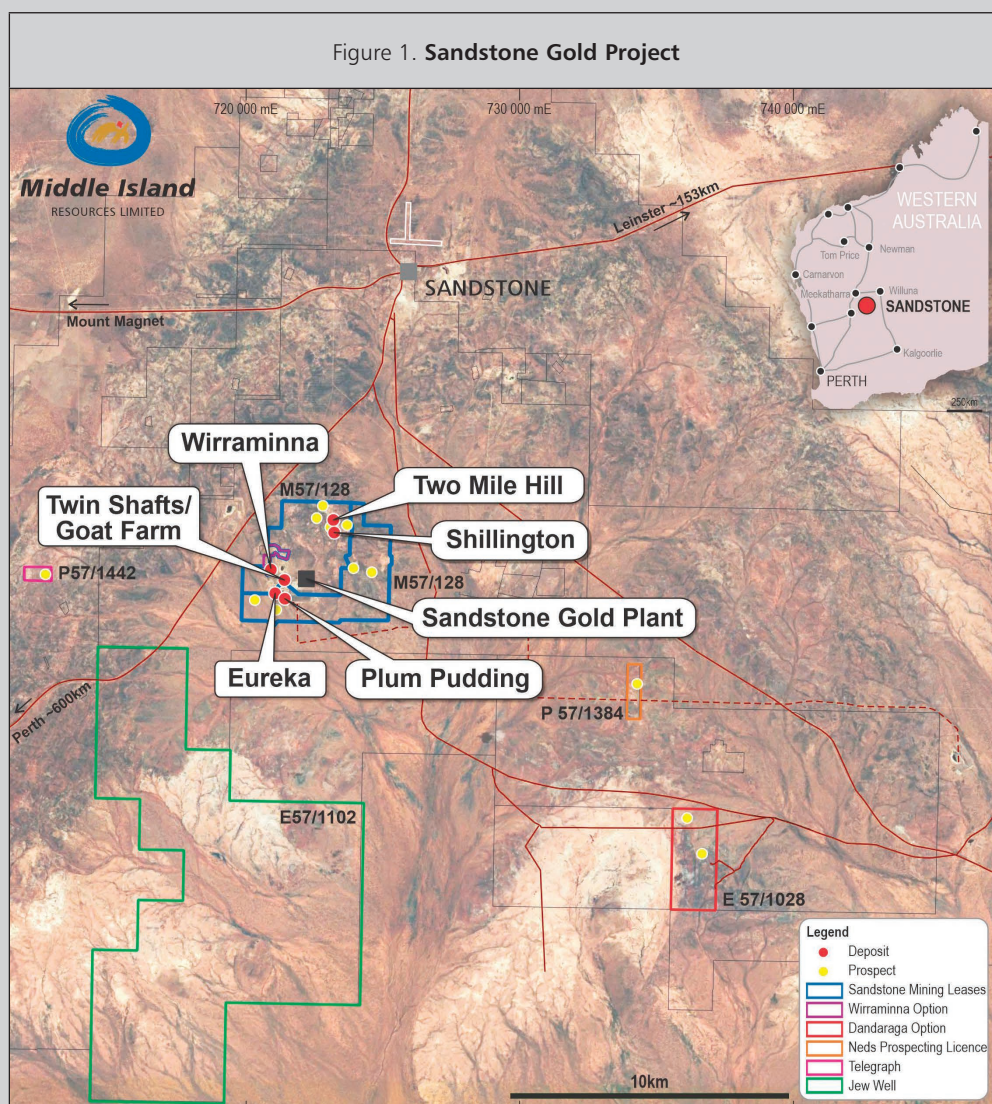 Figure 1. Sandstone Gold Project
720 000 mE
730 000 mE
740 000 mE
Middle Island
RESOURCES LIMITED
Leinster ~153km
WESTERN
AUSTRALIA
Tom Price
Newman
Carnarvon
Meekatharra
Willuna
SANDSTONE
Kalgoorlie
PERTH
250km
SANDSTONE
Mount Magnet
Wirraminna
M57/128
Two Mile Hill
Twin Shafts/
Goat Farm
Shillington
P57/1442
M57/128
Sandstone Gold Plant
Eureka
Plum Pudding
Perth ~600km
P 57/1384
E57/1102
E 57/1028
Legend
Deposit
Prospect
Sandstone Mining Leases
Wirraminna Option
Dandaraga Option
Neds Prospecting Licence
Telegraph
Jew Well
10km